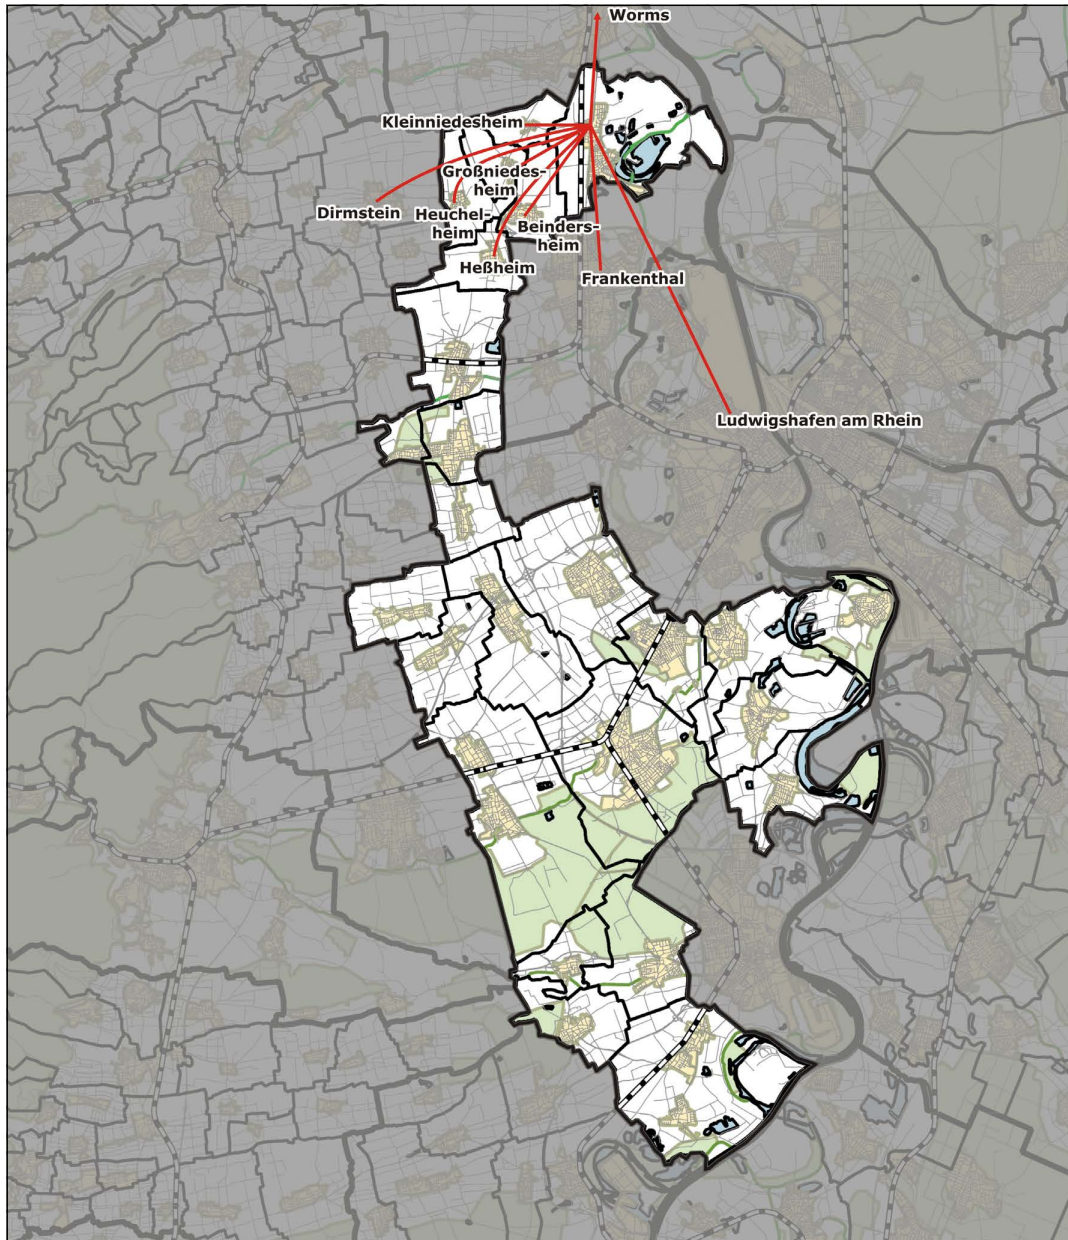 Worms
Kleinniedesheim
Großniedes-
heim
Dirmstein
Heuchel-
heim
Beinders-
heim
Heßheim
Frankenthal
Ludwigshafen am Rhein